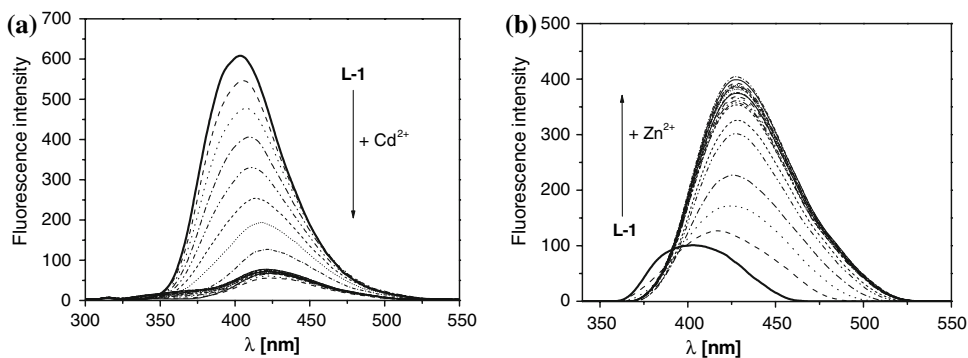 (a)
Fluorescence intensity
700
600
500
400
300
200
100
0
L-1
+ Cd²⁺
300 350 400 450 500 550
λ [nm]
(b)
Fluorescence intensity
500
400
300
200
100
0
+ Zn²⁺
L-1
350 400 450 500 550
λ [nm]